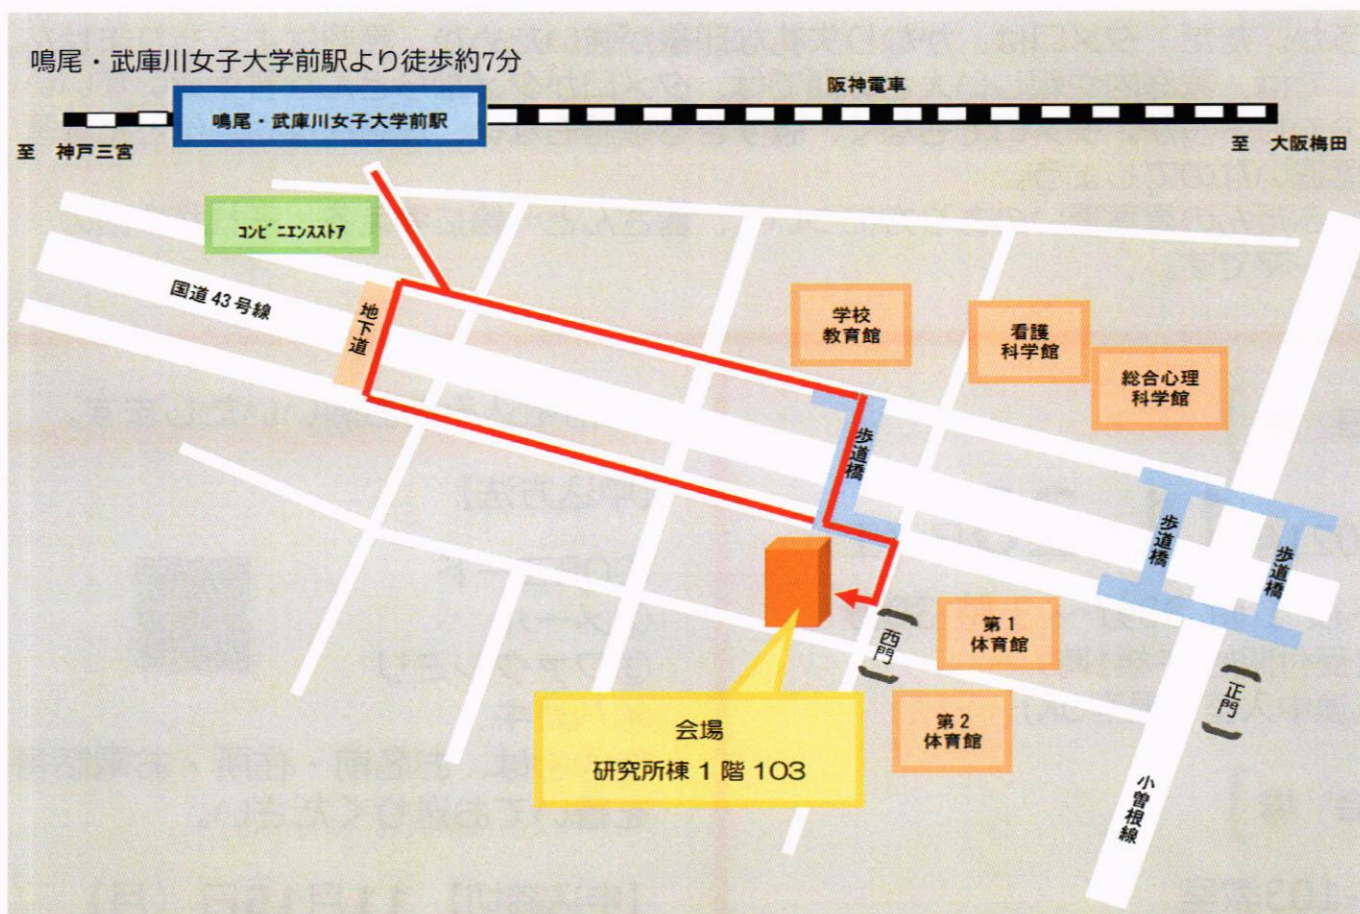 鳴尾・武庫川女子大学前駅より徒歩約7分
阪神電車
鳴尾・武庫川女子大学前駅
至 神戸三宮
至 大阪梅田
コンビニエンスストア
国道43号線
地下道
学校
教育館
看護
科学館
総合心理
科学館
歩道橋
歩道橋
歩道橋
第1
体育館
(西門)
(正門)
第2
体育館
会場
研究所棟1階103
小曽根線